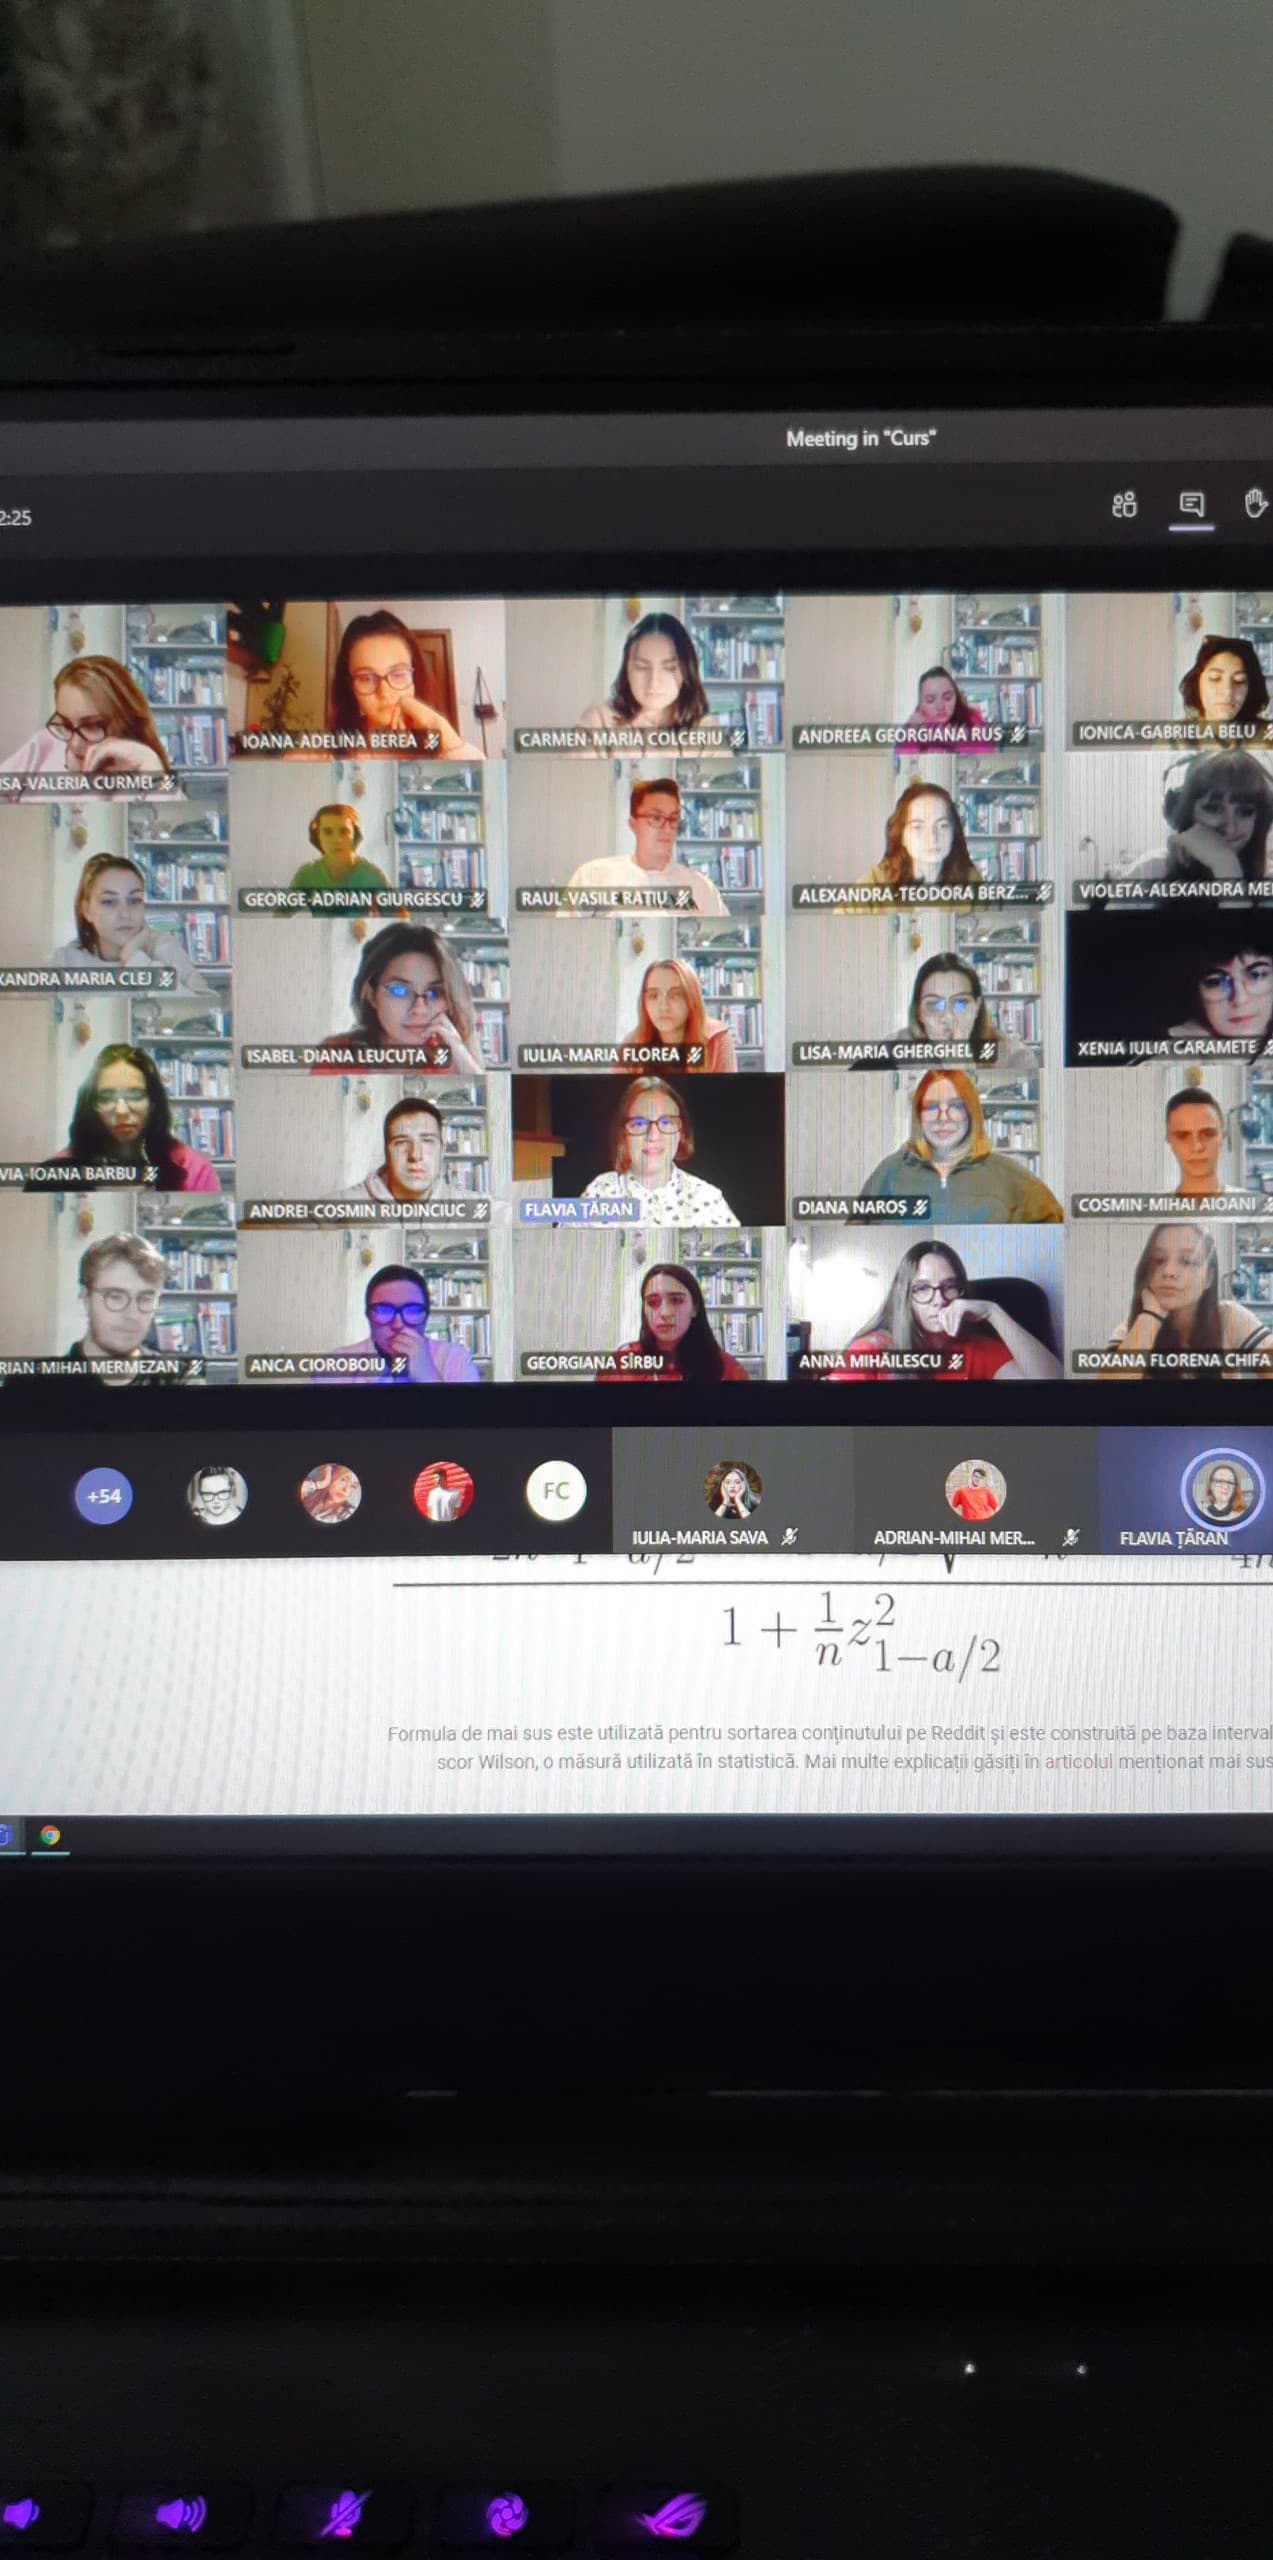 Meeting in "Curs"
2:25
IOANA-ADELINA BEREA
CARMEN-MARIA COLCERIU
ANDREEA GEORGIANA RUS
IONICA-GABRIELA BELU
SA-VALERIA CURMEI
GEORGE-ADRIAN GIURGESCU
RAUL-VASILE RAȚIU
ALEXANDRA-TEODORA BERZ...
VIOLETA-ALEXANDRA ME
XANDRA MARIA CLEJ
ISABEL-DIANA LEUCUȚA
IULIA-MARIA FLOREA
LISA-MARIA GHERGHEL
XENIA IULIA CARAMETE
VIA-IOANA BARBU
ANDREI-COSMIN RUDINCIUC
FLAVIA ȚĂRAN
DIANA NAROȘ
COSMIN-MIHAI AIOANI
RIAN-MIHAI MERMEZAN
ANCA CIOROBOIU
GEORGIANA SÎRBU
ANNA MIHĂILESCU
ROXANA FLORENA CHIFA
+54
FC
IULIA-MARIA SAVA
ADRIAN-MIHAI MER...
FLAVIA ȚĂRAN
1 + 1/n z²₁₋a/2
Formula de mai sus este utilizată pentru sortarea conținutului pe Reddit și este construită pe baza interval
scor Wilson, o măsură utilizată în statistică. Mai multe explicații găsiți în articolul menționat mai sus